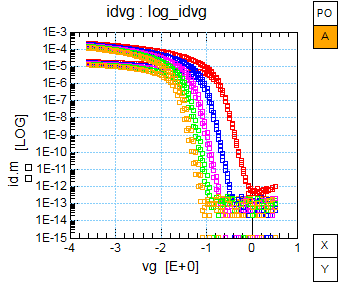 idvg : log_idvg
PO
A
1E-3
1E-4
1E-5
1E-6
1E-7
1E-8
1E-9
1E-10
1E-11
1E-12
1E-13
1E-14
1E-15
id.m [LOG]
-4 -3 -2 -1 0 1
vg [E+0]
X
Y